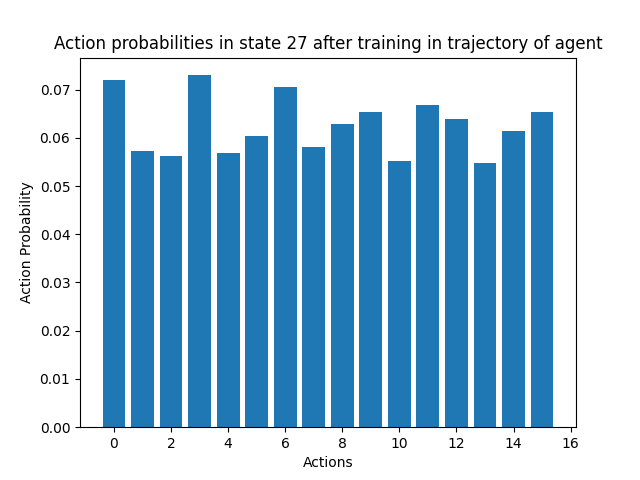 Action probabilities in state 27 after training in trajectory of agent
0.07
0.06
0.05
0.04
0.03
0.02
0.01
0.00
Action Probability
0 2 4 6 8 10 12 14 16
Actions